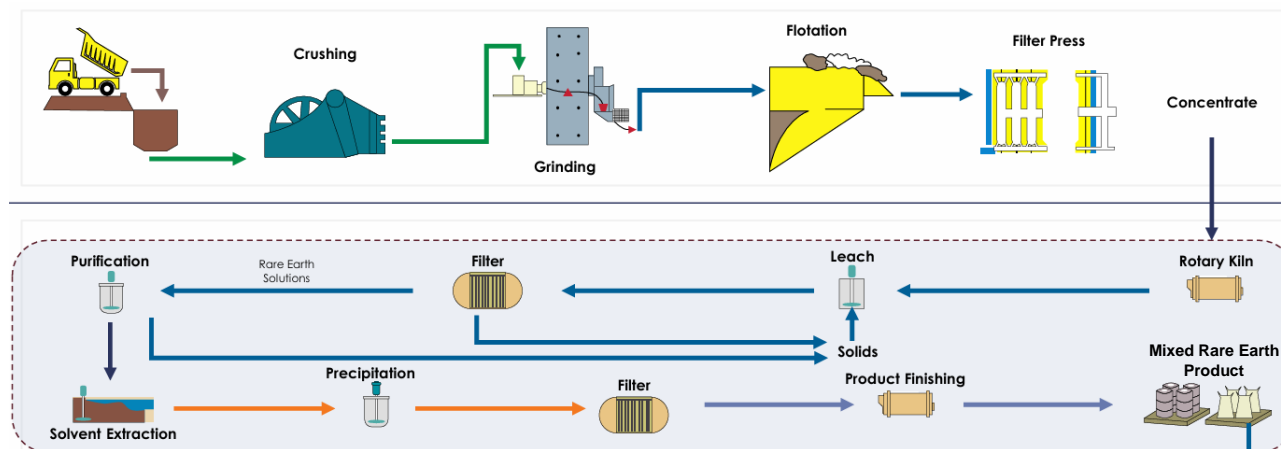 Crushing
Grinding
Flotation
Filter Press
Concentrate
Purification
Rare Earth
Solutions
Filter
Leach
Rotary Kiln
Solids
Mixed Rare Earth
Product
Solvent Extraction
Precipitation
Filter
Product Finishing